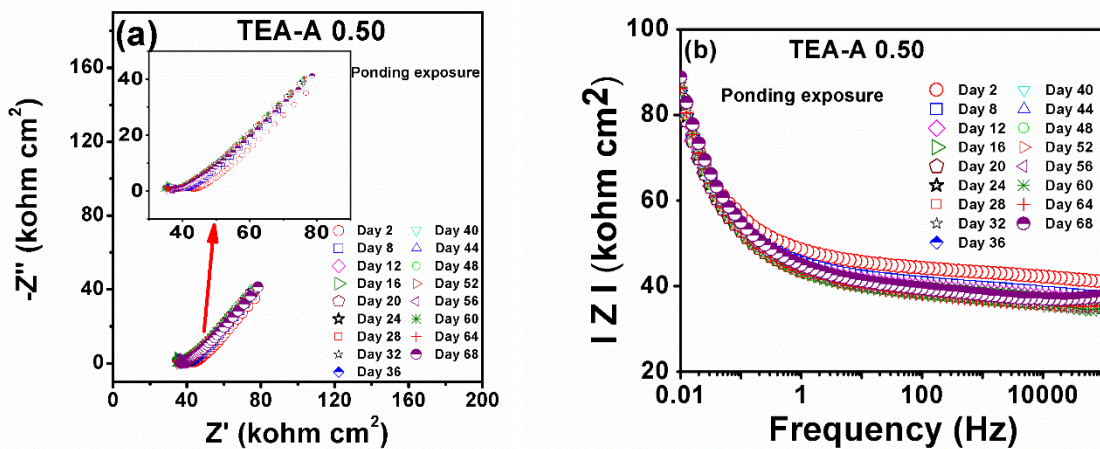 (a) TEA-A 0.50
Ponding exposure
40
20
0
40 60 80
160
120
80
40
0
-Z'' (kohm cm2)
Day 2 Day 40
Day 8 Day 44
Day 12 Day 48
Day 16 Day 52
Day 20 Day 56
Day 24 Day 60
Day 28 Day 64
Day 32 Day 68
Day 36
0 40 80 120 160 200
Z' (kohm cm2)
(b) TEA-A 0.50
Ponding exposure
100
80
60
40
20
I Z I (kohm cm2)
Day 2 Day 40
Day 8 Day 44
Day 12 Day 48
Day 16 Day 52
Day 20 Day 56
Day 24 Day 60
Day 28 Day 64
Day 32 Day 68
Day 36
0.01 1 100 10000
Frequency (Hz)